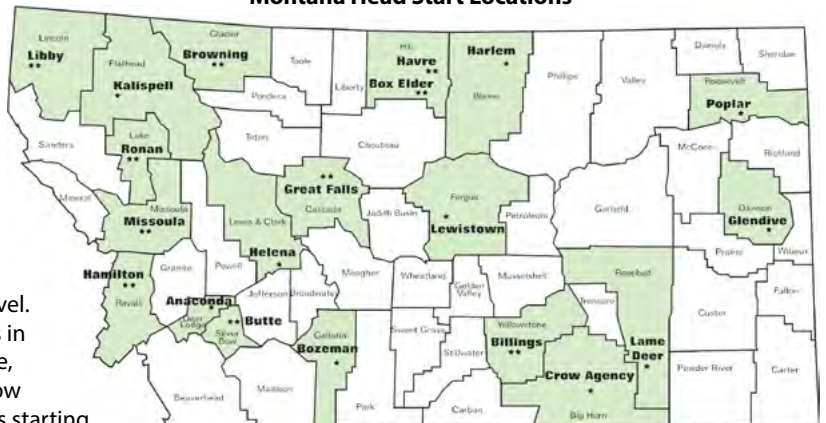 Montana Head Start Locations
Lincoln
Libby
★★
Flathead
Kalispell
★
Glacier
Browning
★★
Toole
Liberty
Hill
Havre
★★
Box Elder
★★
Harlem
★
Blaine
Phillips
Valley
Daniels
Sheridan
Roosevelt
Poplar
★
Pondera
Teton
Chouteau
Sanders
Lake
Ronan
★★
Mineral
Missoula
Missoula
★★
Lewis & Clark
Helena
★
★★
Great Falls
Cascade
Judith Basin
Fergus
★
Lewistown
Petroleum
Garfield
McCone
Richland
Dawson
Glendive
★
Prairie
Wibaux
Hamilton
★★
Ravalli
Granite
Powell
Anaconda
★
Deer Lodge
★★ Butte
Silver Bow
Jefferson
Broadwater
Meagher
Wheatland
Golden Valley
Musselshell
Rosebud
Treasure
Custer
Fallon
Gallatin
Bozeman
★
Sweet Grass
Stillwater
Yellowstone
Billings
★★
Crow Agency
★
Big Horn
Lame Deer
★
Powder River
Carter
Beaverhead
Madison
Park
Carbon
vel.
s in
e,
ow
s starting